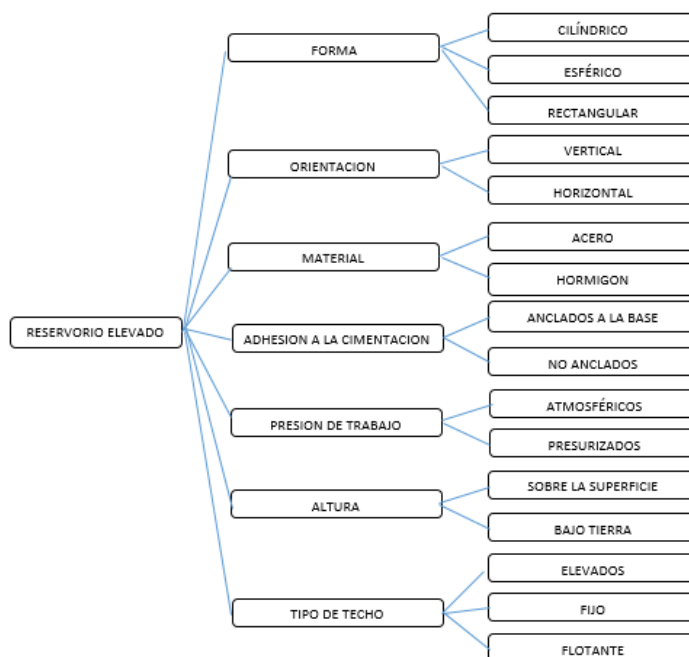 RESERVORIO ELEVADO
FORMA
CILÍNDRICO
ESFÉRICO
RECTANGULAR
ORIENTACION
VERTICAL
HORIZONTAL
MATERIAL
ACERO
HORMIGON
ADHESION A LA CIMENTACION
ANCLADOS A LA BASE
NO ANCLADOS
PRESION DE TRABAJO
ATMOSFÉRICOS
PRESURIZADOS
ALTURA
SOBRE LA SUPERFICIE
BAJO TIERRA
TIPO DE TECHO
ELEVADOS
FIJO
FLOTANTE